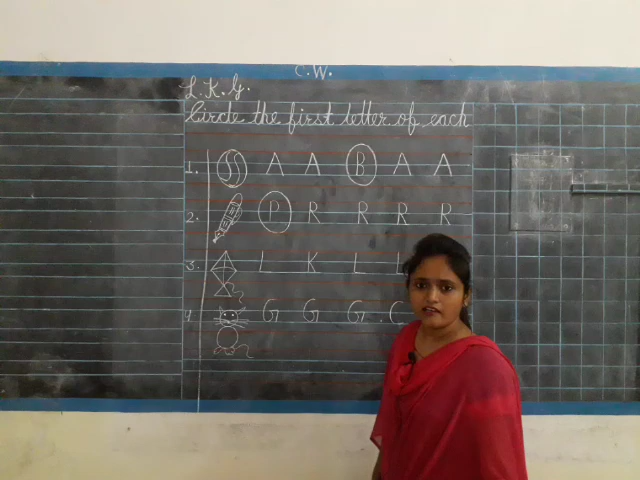 C.W.
L.K.G.
Circle the first letter of each
1. A A B A A
2. P R R R R
3. L K L L
4 G G G C